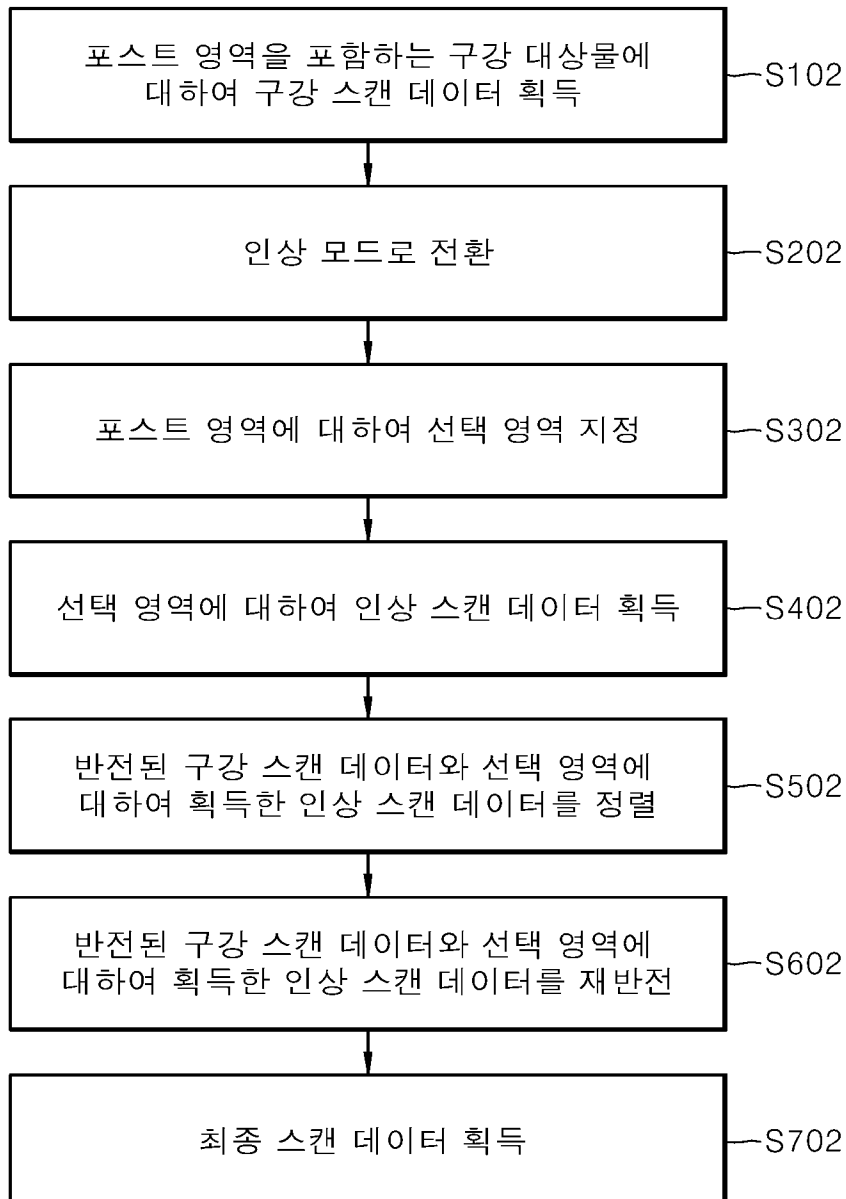 포스트 영역을 포함하는 구강 대상물에
대하여 구강 스캔 데이터 획득
S102
인상 모드로 전환
S202
포스트 영역에 대하여 선택 영역 지정
S302
선택 영역에 대하여 인상 스캔 데이터 획득
S402
반전된 구강 스캔 데이터와 선택 영역에
대하여 획득한 인상 스캔 데이터를 정렬
S502
반전된 구강 스캔 데이터와 선택 영역에
대하여 획득한 인상 스캔 데이터를 재반전
S602
최종 스캔 데이터 획득
S702